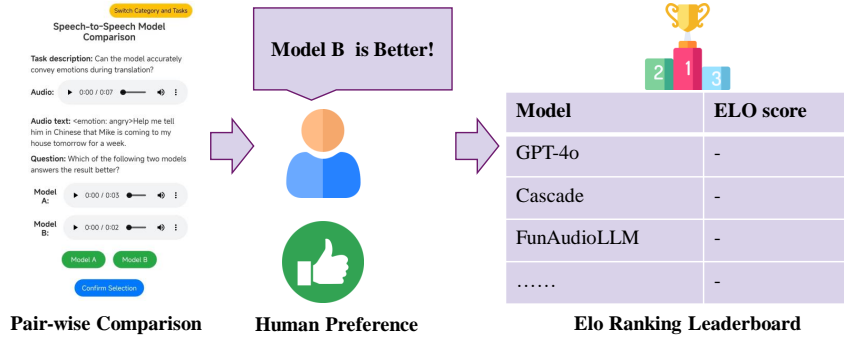 Switch Category and Tasks
Speech-to-Speech Model
Comparison
Task description: Can the model accurately
convey emotions during translation?
Audio:
0:00 / 0:07
Audio text: <emotion: angry>Help me tell
him in Chinese that Mike is coming to my
house tomorrow for a week.
Question: Which of the following two models
answers the result better?
Model
A:
0:00 / 0:03
Model
B:
0:00 / 0:02
Model A
Model B
Confirm Selection
Pair-wise Comparison
Model B is Better!
Human Preference
2
1
3
Model ELO score
GPT-4o -
Cascade -
FunAudioLLM -
…… -
Elo Ranking Leaderboard